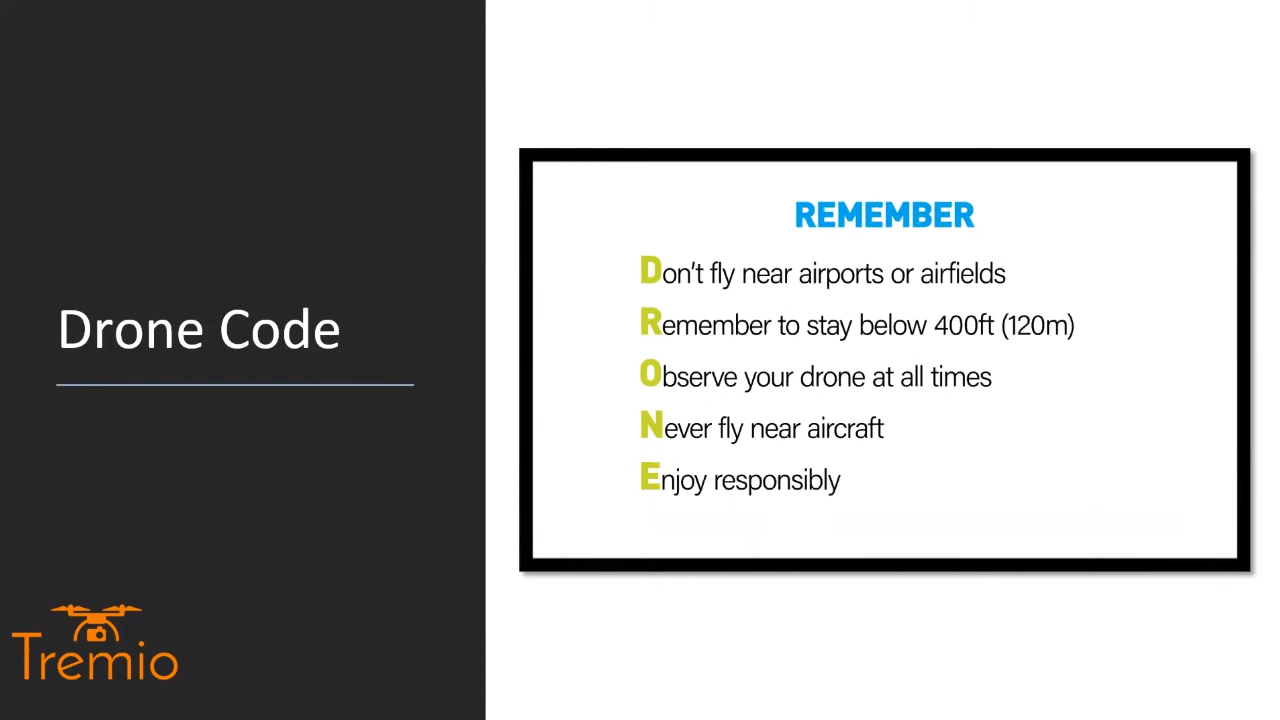 Drone Code
Tremio
REMEMBER
Don't fly near airports or airfields
Remember to stay below 400ft (120m)
Observe your drone at all times
Never fly near aircraft
Enjoy responsibly